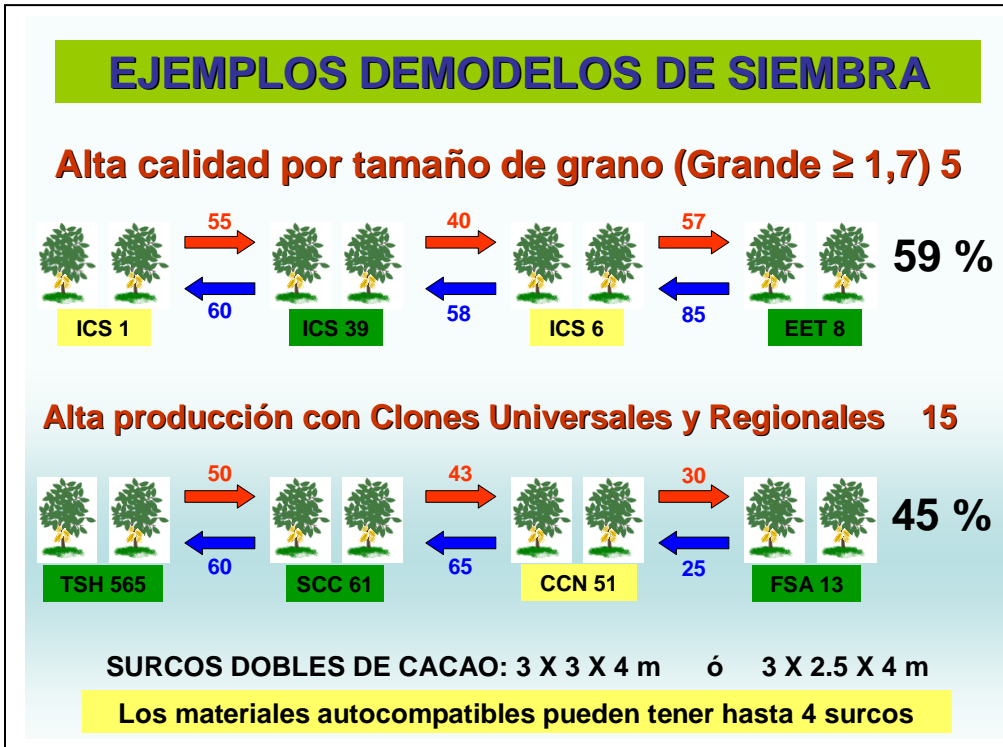 EJEMPLOS DEMODELOS DE SIEMBRA
Alta calidad por tamaño de grano (Grande ≥ 1,7) 5
55 40 57
59 %
60 58 85
ICS 1 ICS 39 ICS 6 EET 8
Alta producción con Clones Universales y Regionales 15
50 43 30
45 %
60 65 25
TSH 565 SCC 61 CCN 51 FSA 13
SURCOS DOBLES DE CACAO: 3 X 3 X 4 m ó 3 X 2.5 X 4 m
Los materiales autocompatibles pueden tener hasta 4 surcos